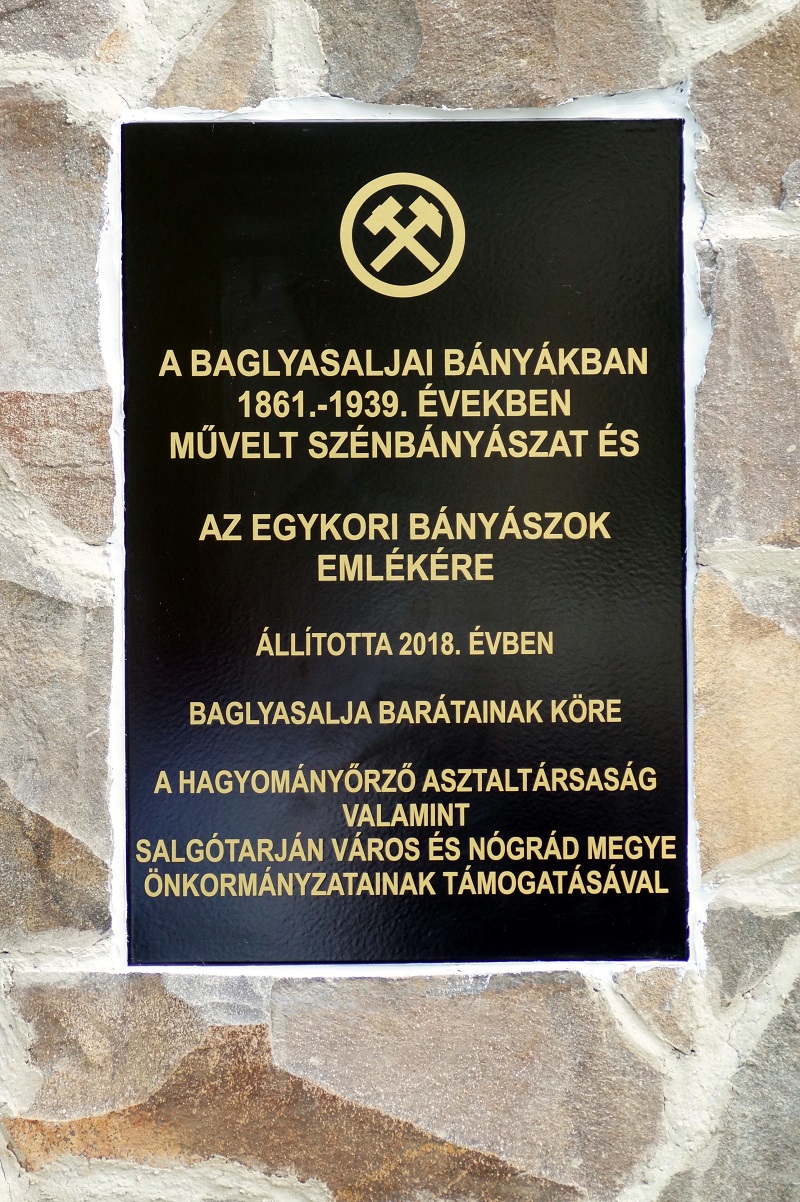 A BAGLYASALJAI BÁNYÁKBAN
1861.-1939. ÉVEKBEN
MŰVELT SZÉNBÁNYÁSZAT ÉS
AZ EGYKORI BÁNYÁSZOK
EMLÉKÉRE
ÁLLÍTOTTA 2018. ÉVBEN
BAGLYASALJA BARÁTAINAK KÖRE
A HAGYOMÁNYŐRZŐ ASZTALTÁRSASÁG
VALAMINT
SALGÓTARJÁN VÁROS ÉS NÓGRÁD MEGYE
ÖNKORMÁNYZATAINAK TÁMOGATÁSÁVAL